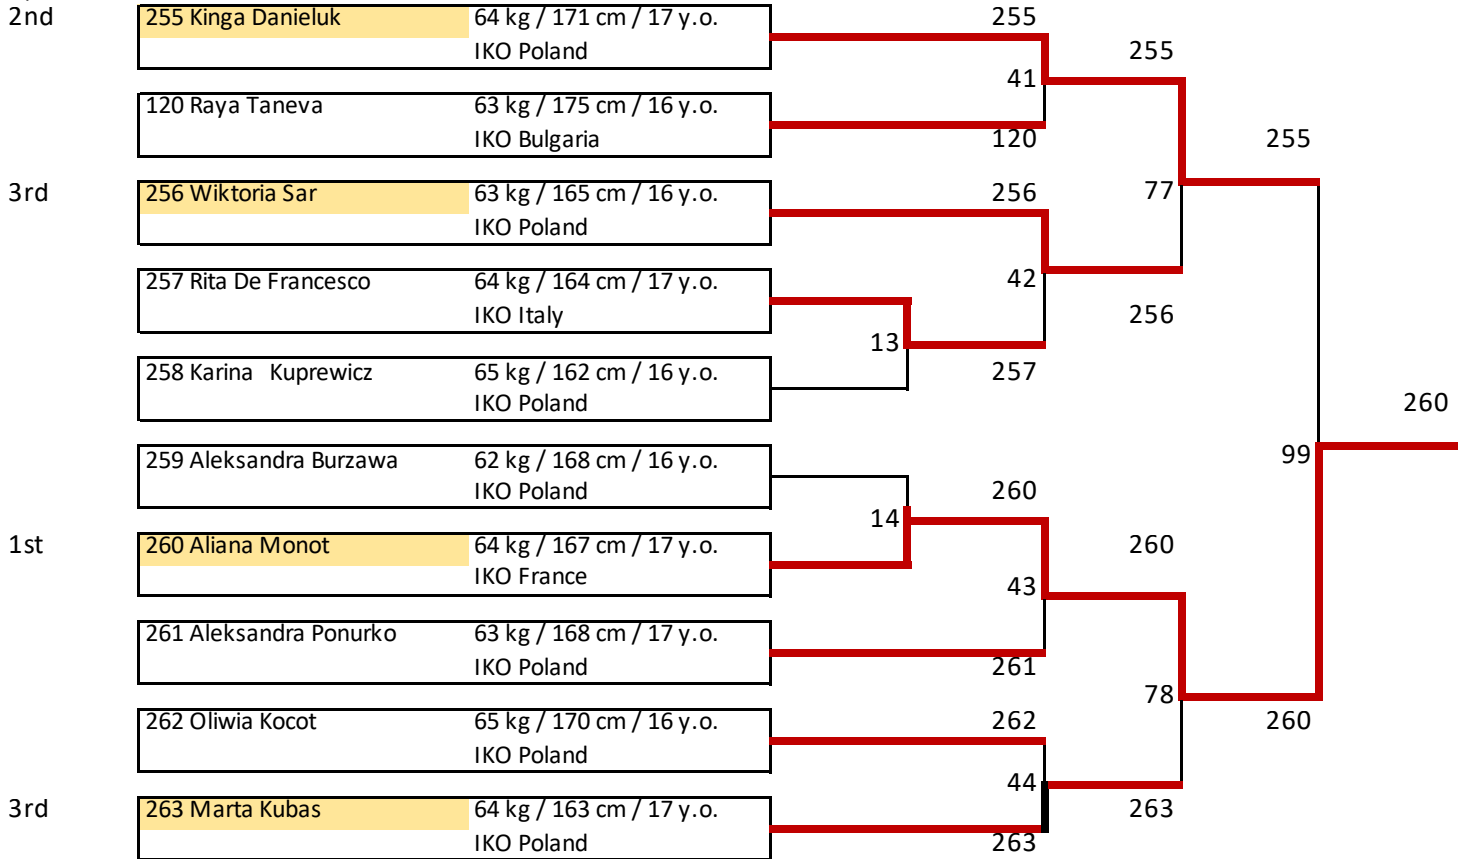 2nd
255 Kinga Danieluk 64 kg / 171 cm / 17 y.o. 255
IKO Poland 255
41
120 Raya Taneva 63 kg / 175 cm / 16 y.o.
IKO Bulgaria 120 255
3rd
256 Wiktoria Sar 63 kg / 165 cm / 16 y.o. 256 77
IKO Poland
257 Rita De Francesco 64 kg / 164 cm / 17 y.o. 42
IKO Italy 256
13
258 Karina Kuprewicz 65 kg / 162 cm / 16 y.o. 257
IKO Poland 260
259 Aleksandra Burzawa 62 kg / 168 cm / 16 y.o. 99
IKO Poland 260
14
1st
260 Aliana Monot 64 kg / 167 cm / 17 y.o. 260
IKO France 43
261 Aleksandra Ponurko 63 kg / 168 cm / 17 y.o.
IKO Poland 261
78
262 Oliwia Kocot 65 kg / 170 cm / 16 y.o. 262 260
IKO Poland
44
3rd
263 Marta Kubas 64 kg / 163 cm / 17 y.o. 263
IKO Poland 263